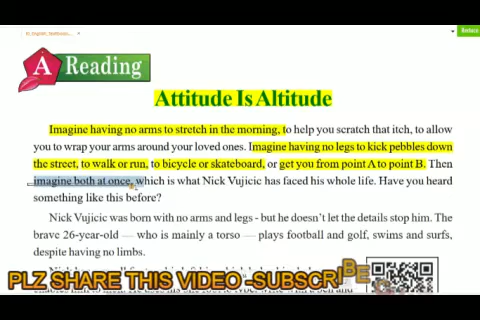 A Reading
Attitude Is Altitude
Imagine having no arms to stretch in the morning, to help you scratch that itch, to allow
you to wrap your arms around your loved ones. Imagine having no legs to kick pebbles down
the street, to walk or run, to bicycle or skateboard, or get you from point A to point B. Then
imagine both at once, which is what Nick Vujicic has faced his whole life. Have you heard
something like this before?
Nick Vujicic was born with no arms and legs - but he doesn't let the details stop him. The
brave 26-year-old — who is mainly a torso — plays football and golf, swims and surfs,
despite having no limbs.
PLZ SHARE THIS VIDEO -SUBSCRIBE